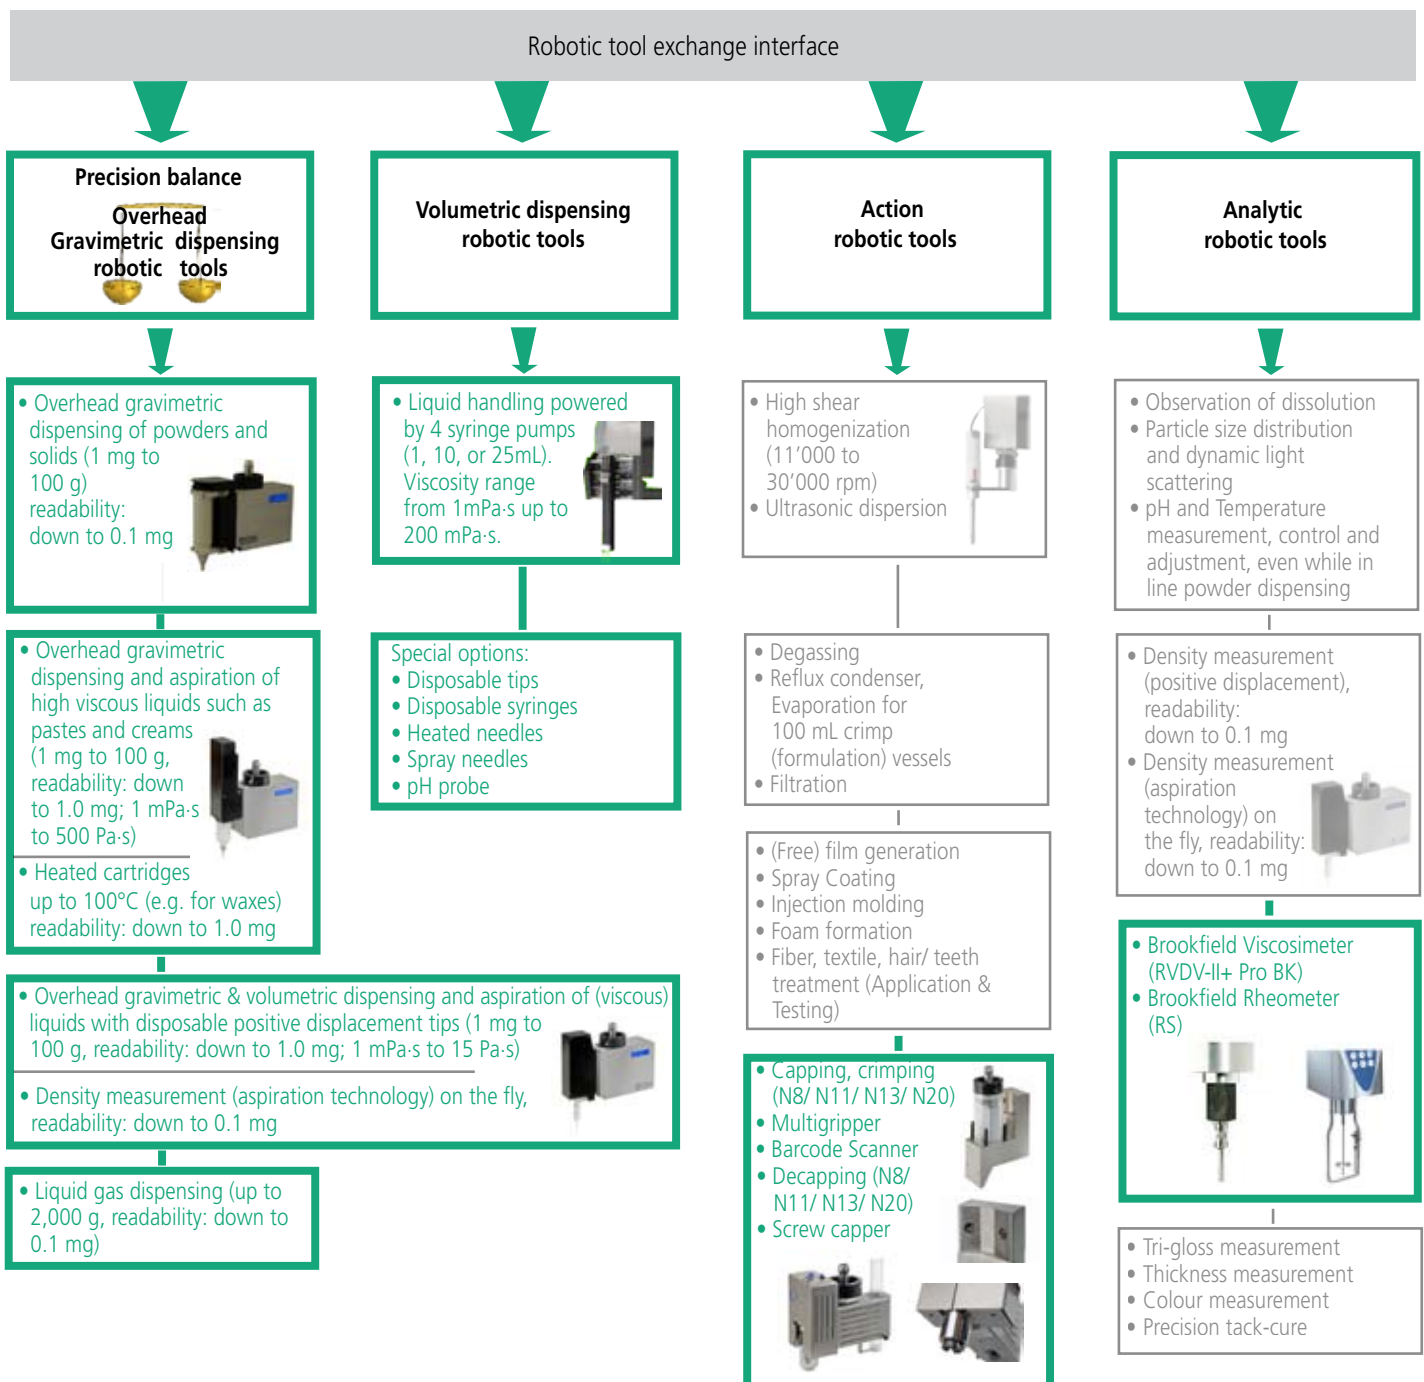 Robotic tool exchange interface
Precision balance
Overhead
Gravimetric dispensing
robotic tools
• Overhead gravimetric
dispensing of powders and
solids (1 mg to
100 g)
readability:
down to 0.1 mg
• Overhead gravimetric
dispensing and aspiration of
high viscous liquids such as
pastes and creams
(1 mg to 100 g,
readability: down
to 1.0 mg; 1 mPa·s
to 500 Pa·s)
• Heated cartridges
up to 100°C (e.g. for waxes)
readability: down to 1.0 mg
• Overhead gravimetric & volumetric dispensing and aspiration of (viscous)
liquids with disposable positive displacement tips (1 mg to
100 g, readability: down to 1.0 mg; 1 mPa·s to 15 Pa·s)
• Density measurement (aspiration technology) on the fly,
readability: down to 0.1 mg
• Liquid gas dispensing (up to
2,000 g, readability: down to
0.1 mg)
Volumetric dispensing
robotic tools
• Liquid handling powered
by 4 syringe pumps
(1, 10, or 25mL).
Viscosity range
from 1mPa·s up to
200 mPa·s.
Special options:
• Disposable tips
• Disposable syringes
• Heated needles
• Spray needles
• pH probe
Action
robotic tools
• High shear
homogenization
(11’000 to
30’000 rpm)
• Ultrasonic dispersion
• Degassing
• Reflux condenser,
Evaporation for
100 mL crimp
(formulation) vessels
• Filtration
• (Free) film generation
• Spray Coating
• Injection molding
• Foam formation
• Fiber, textile, hair/ teeth
treatment (Application &
Testing)
• Capping, crimping
(N8/ N11/ N13/ N20)
• Multigripper
• Barcode Scanner
• Decapping (N8/
N11/ N13/ N20)
• Screw capper
Analytic
robotic tools
• Observation of dissolution
• Particle size distribution
and dynamic light
scattering
• pH and Temperature
measurement, control and
adjustment, even while in
line powder dispensing
• Density measurement
(positive displacement),
readability:
down to 0.1 mg
• Density measurement
(aspiration
technology) on
the fly, readability:
down to 0.1 mg
• Brookfield Viscosimeter
(RVDV-II+ Pro BK)
• Brookfield Rheometer
(RS)
• Tri-gloss measurement
• Thickness measurement
• Colour measurement
• Precision tack-cure